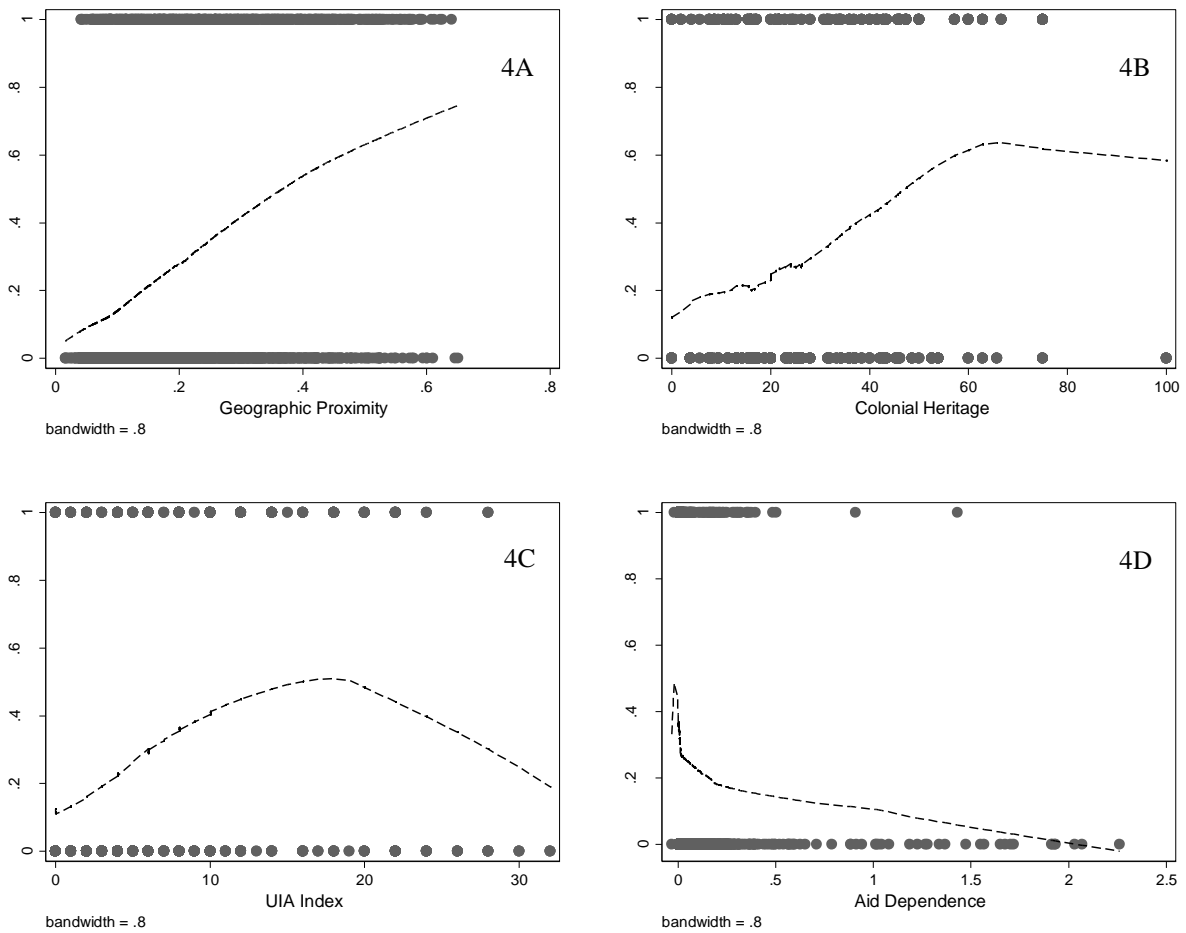 1
.8
.6
.4
.2
0
4A
0 .2 .4 .6 .8
Geographic Proximity
bandwidth = .8
1
.8
.6
.4
.2
0
4B
0 20 40 60 80 100
Colonial Heritage
bandwidth = .8
1
.8
.6
.4
.2
0
4C
0 10 20 30
UIA Index
bandwidth = .8
1
.8
.6
.4
.2
0
4D
0 .5 1 1.5 2 2.5
Aid Dependence
bandwidth = .8